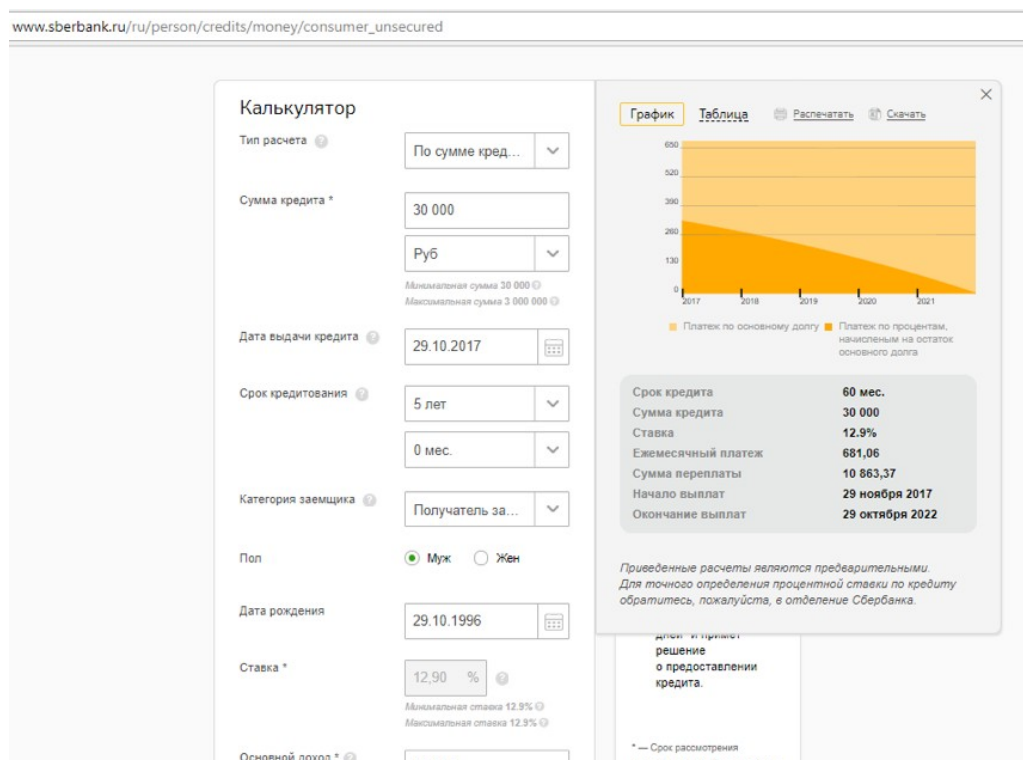 www.sberbank.ru/ru/person/credits/money/consumer_unsecured
Калькулятор
Тип расчета
По сумме кред...
Сумма кредита *
30 000
Руб
Минимальная сумма 30 000
Максимальная сумма 3 000 000
Дата выдачи кредита
29.10.2017
Срок кредитования
5 лет
0 мес.
Категория заемщика
Получатель за...
Пол
Муж Жен
Дата рождения
29.10.1996
Ставка *
12,90 %
Минимальная ставка 12.9%
Максимальная ставка 12.9%
Основной доход *
График Таблица Распечатать Скачать
650
520
390
260
130
0
2017 2018 2019 2020 2021
Платеж по основному долгу Платеж по процентам,
начисленым на остаток
основного долга
Срок кредита 60 мес.
Сумма кредита 30 000
Ставка 12.9%
Ежемесячный платеж 681,06
Сумма переплаты 10 863,37
Начало выплат 29 ноября 2017
Окончание выплат 29 октября 2022
Приведенные расчеты являются предварительными.
Для точного определения процентной ставки по кредиту
обратитесь, пожалуйста, в отделение Сбербанка.
дней* и примет
решение
о предоставлении
кредита.
* — Срок рассмотрения